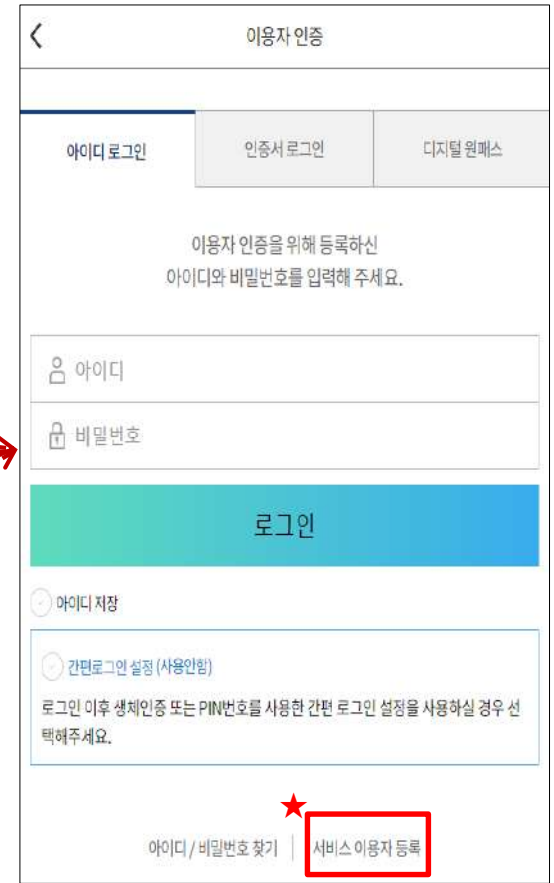 이용자 인증
아이디 로그인 인증서 로그인 디지털 원패스
이용자 인증을 위해 등록하신
아이디와 비밀번호를 입력해 주세요.
아이디
비밀번호
로그인
아이디 저장
간편로그인 설정 (사용안함)
로그인 이후 생체인증 또는 PIN번호를 사용한 간편 로그인 설정을 사용하실 경우 선
택해주세요.
아이디 / 비밀번호 찾기 서비스 이용자 등록